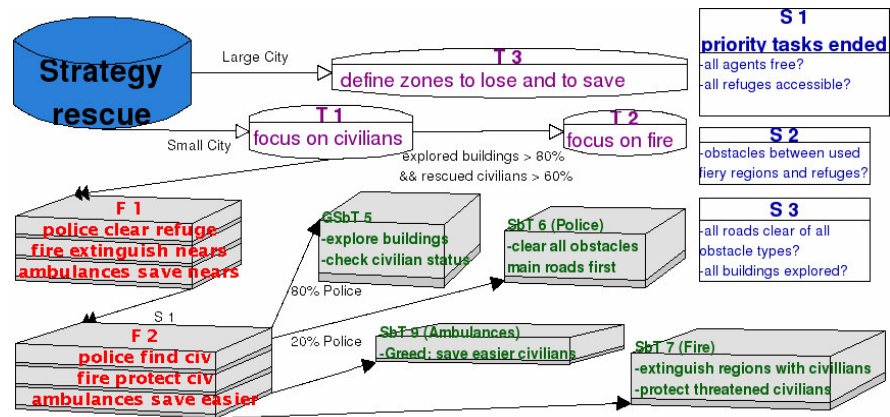 Strategy
rescue
Large City
T 3
define zones to lose and to save
Small City
T 1
focus on civilians
T 2
focus on fire
explored buildings > 80%
&& rescued civilians > 60%
S 1
priority tasks ended
-all agents free?
-all refuges accessible?
S 2
-obstacles between used
fiery regions and refuges?
S 3
-all roads clear of all
obstacle types?
-all buildings explored?
F 1
police clear refuge
fire extinguish nears
ambulances save nears
S 1
F 2
police find civ
fire protect civ
ambulances save easier
80% Police
GSbT 5
-explore buildings
-check civilian status
20% Police
SbT 6 (Police)
-clear all obstacles
main roads first
SbT 9 (Ambulances)
-Greed: save easier civilians
SbT 7 (Fire)
-extinguish regions with civillians
-protect threatened civilians